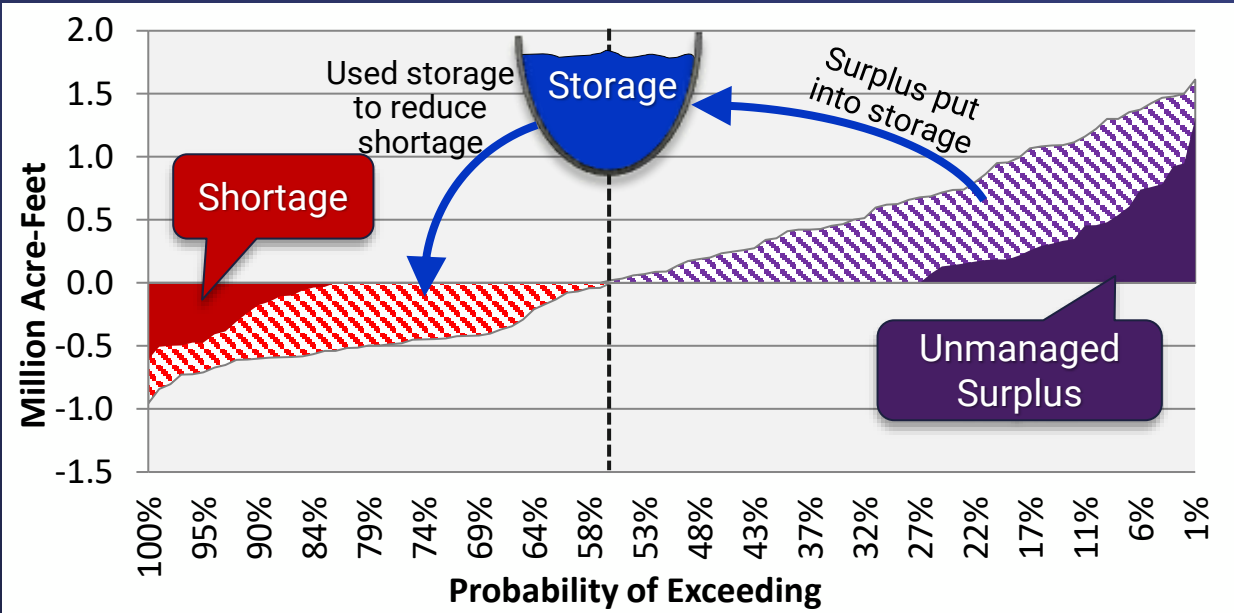 2.0
1.5
1.0
0.5
0.0
-0.5
-1.0
-1.5
Million Acre-Feet
Used storage
to reduce
shortage
Storage
Surplus put
into storage
Shortage
Unmanaged
Surplus
100%
95%
90%
84%
79%
74%
69%
64%
58%
53%
48%
43%
37%
32%
27%
22%
17%
11%
6%
1%
Probability of Exceeding